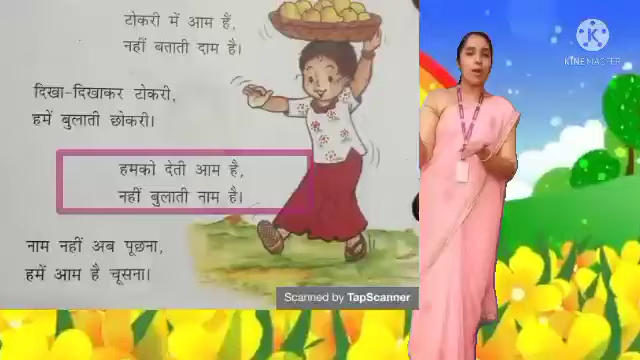 टोकरी में आम हैं,
नहीं बताती दाम है।
दिखा-दिखाकर टोकरी,
हमें बुलाती छोकरी।
हमको देती आम है,
नहीं बुलाती नाम है।
नाम नहीं अब पूछना,
हमें आम है चूसना।
Scanned by TapScanner
K
KINEMASTER